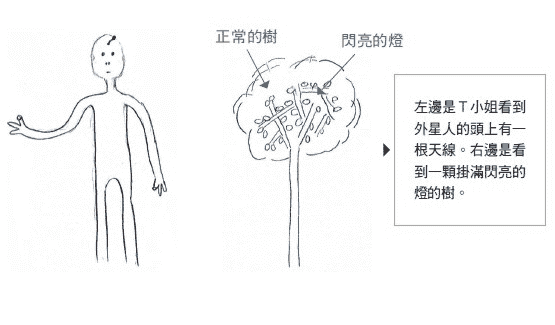 正常的樹
閃亮的燈
左邊是T小姐看到
外星人的頭上有一
根天線。右邊是看
到一顆掛滿閃亮的
燈的樹。